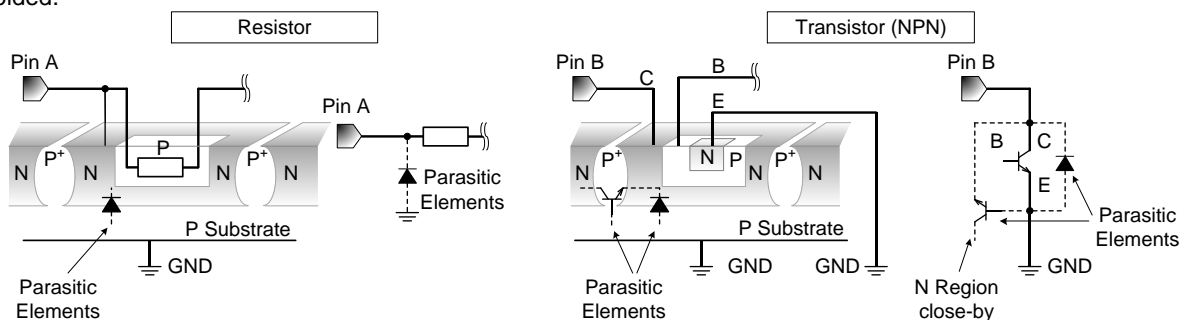 Resistor
Transistor (NPN)
Pin A
Pin A
P
N
P+
N
P+
N
N
Parasitic
Elements
P Substrate
GND
Parasitic
Elements
Pin B
C
B
E
Pin B
N
P+
N
N
P
P+
N
N
B
C
E
P Substrate
GND
GND
Parasitic
Elements
Parasitic
Elements
GND
N Region
close-by